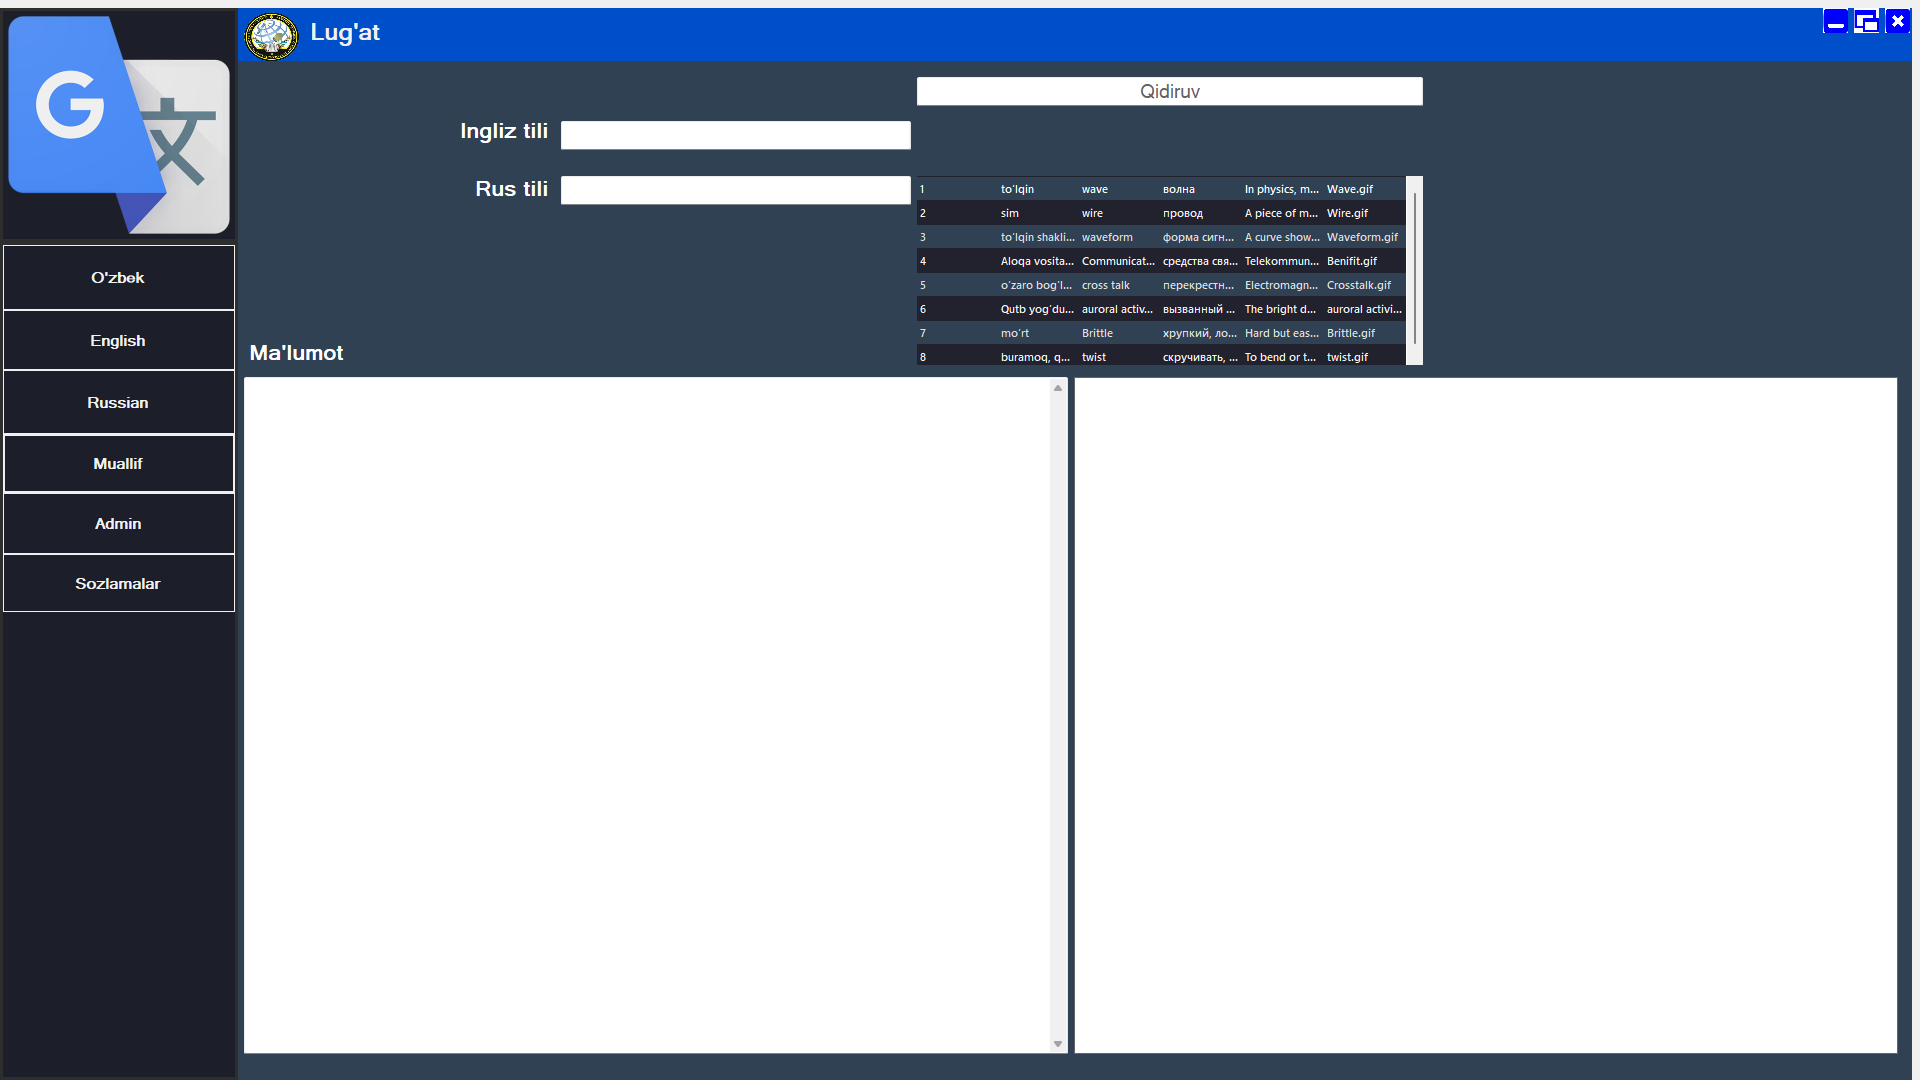 G 文
Lug'at
Qidiruv
Ingliz tili
Rus tili
1 to'lqin wave волна In physics, m... Wave.gif
2 sim wire провод A piece of m... Wire.gif
3 to'lqin shakli... waveform форма сигн... A curve show... Waveform.gif
4 Aloqa vosita... Communicat... средства свя... Telekommun... Benifit.gif
5 o'zaro bog'l... cross talk перекрестн... Electromagn... Crosstalk.gif
6 Qutb yog'du... auroral activ... вызванный ... The bright d... auroral activi...
7 mo'rt Brittle хрупкий, ло... Hard but eas... Brittle.gif
8 buramoq, q... twist скручивать, ... To bend or t... twist.gif
Ma'lumot
O'zbek
English
Russian
Muallif
Admin
Sozlamalar